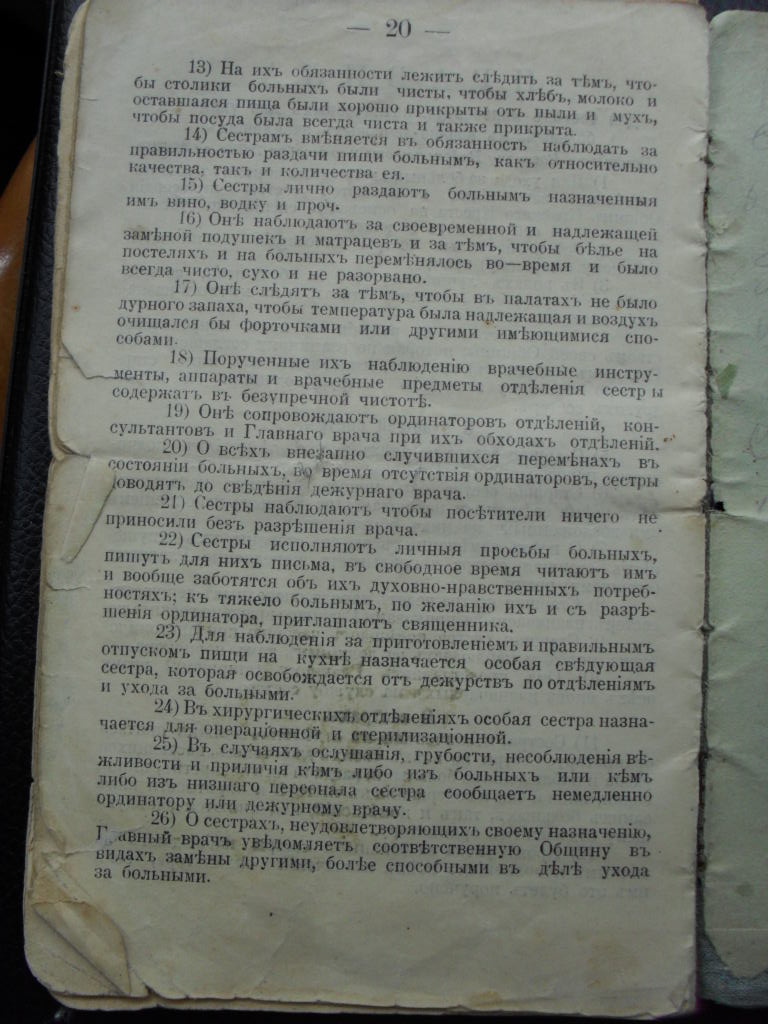 — 20 —
13) На ихъ обязанности лежитъ слѣдить за тѣмъ, что-
бы столики больныхъ были чисты, чтобы хлѣбъ, молоко и
оставшаяся пища были хорошо прикрыты отъ пыли и мухъ,
чтобы посуда была всегда чиста и также прикрыта.
14) Сестрамъ вмѣняется въ обязанность наблюдать за
правильностью раздачи пищи больнымъ, какъ относительно
качества, такъ и количества ея.
15) Сестры лично раздаютъ больнымъ назначенныя
имъ вино, водку и проч.
16) Онѣ наблюдаютъ за своевременной и надлежащей
замѣной подушекъ и матрацевъ и за тѣмъ, чтобы бѣлье на
постеляхъ и на больныхъ перемѣнялось во—время и было
всегда чисто, сухо и не разорвано.
17) Онѣ слѣдятъ за тѣмъ, чтобы въ палатахъ не было
дурного запаха, чтобы температура была надлежащая и воздухъ
очищался бы форточками или другими имѣющимися спо-
собами.
18) Порученные ихъ наблюденію врачебные инстру-
менты, аппараты и врачебные предметы отдѣленія сестры
содержатъ въ безупречной чистотѣ.
19) Онѣ сопровождаютъ ординаторовъ отдѣленій, кон-
сультантовъ и Главнаго врача при ихъ обходахъ отдѣленій.
20) О всѣхъ внезапно случившихся перемѣнахъ въ
состояніи больныхъ, во время отсутствія ординаторовъ, сестры
доводятъ до свѣдѣнія дежурнаго врача.
21) Сестры наблюдаютъ чтобы посѣтители ничего не
приносили безъ разрѣшенія врача.
22) Сестры исполняютъ личныя просьбы больныхъ,
пишутъ для нихъ письма, въ свободное время читаютъ имъ
и вообще заботятся объ ихъ духовно-нравственныхъ потреб-
ностяхъ; къ тяжело больнымъ, по желанію ихъ и съ разрѣ-
шенія ординатора, приглашаютъ священника.
23) Для наблюденія за приготовленіемъ и правильнымъ
отпускомъ пищи на кухнѣ назначается особая свѣдующая
сестра, которая освобождается отъ дежурствъ по отдѣленіямъ
и ухода за больными.
24) Въ хирургическихъ отдѣленіяхъ особая сестра назна-
чается для операціонной и стерилизаціонной.
25) Въ случаяхъ ослушанія, грубости, несоблюденія вѣ-
жливости и приличія кѣмъ либо изъ больныхъ или кѣмъ
либо изъ низшаго персонала сестра сообщаетъ немедленно
ординатору или дежурному врачу.
26) О сестрахъ, неудовлетворяющихъ своему назначенію,
Главный врачъ увѣдомляетъ соотвѣтственную Общину въ
видахъ замѣны другими, болѣе способными въ дѣлѣ ухода
за больными.